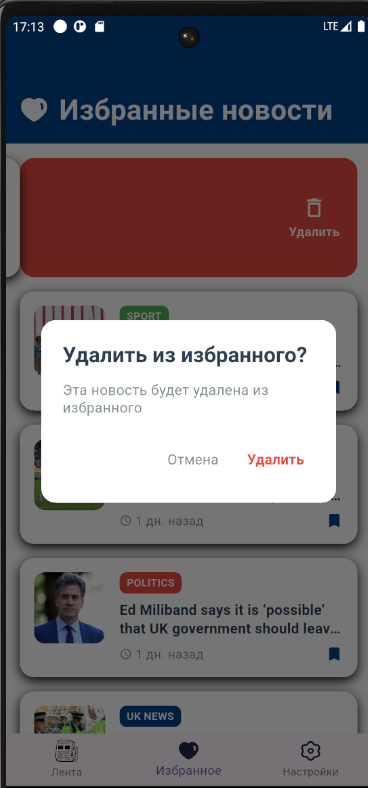 17:13
LTE
Избранные новости
Удалить
SPORT
Удалить из избранного?
Эта новость будет удалена из
избранного
Отмена
Удалить
1 дн. назад
POLITICS
Ed Miliband says it is ‘possible’
that UK government should leav…
1 дн. назад
UK NEWS
Лента
Избранное
Настройки